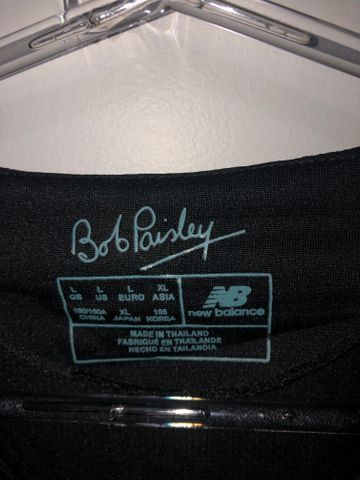 Bob Paisley
L L L XL
GB US EURO ASIA
180/100A XL 105
CHINA JAPAN KOREA
NB
new balance
MADE IN THAILAND
FABRIQUÉ EN THAÏLANDE
HECHO EN TAILANDIA